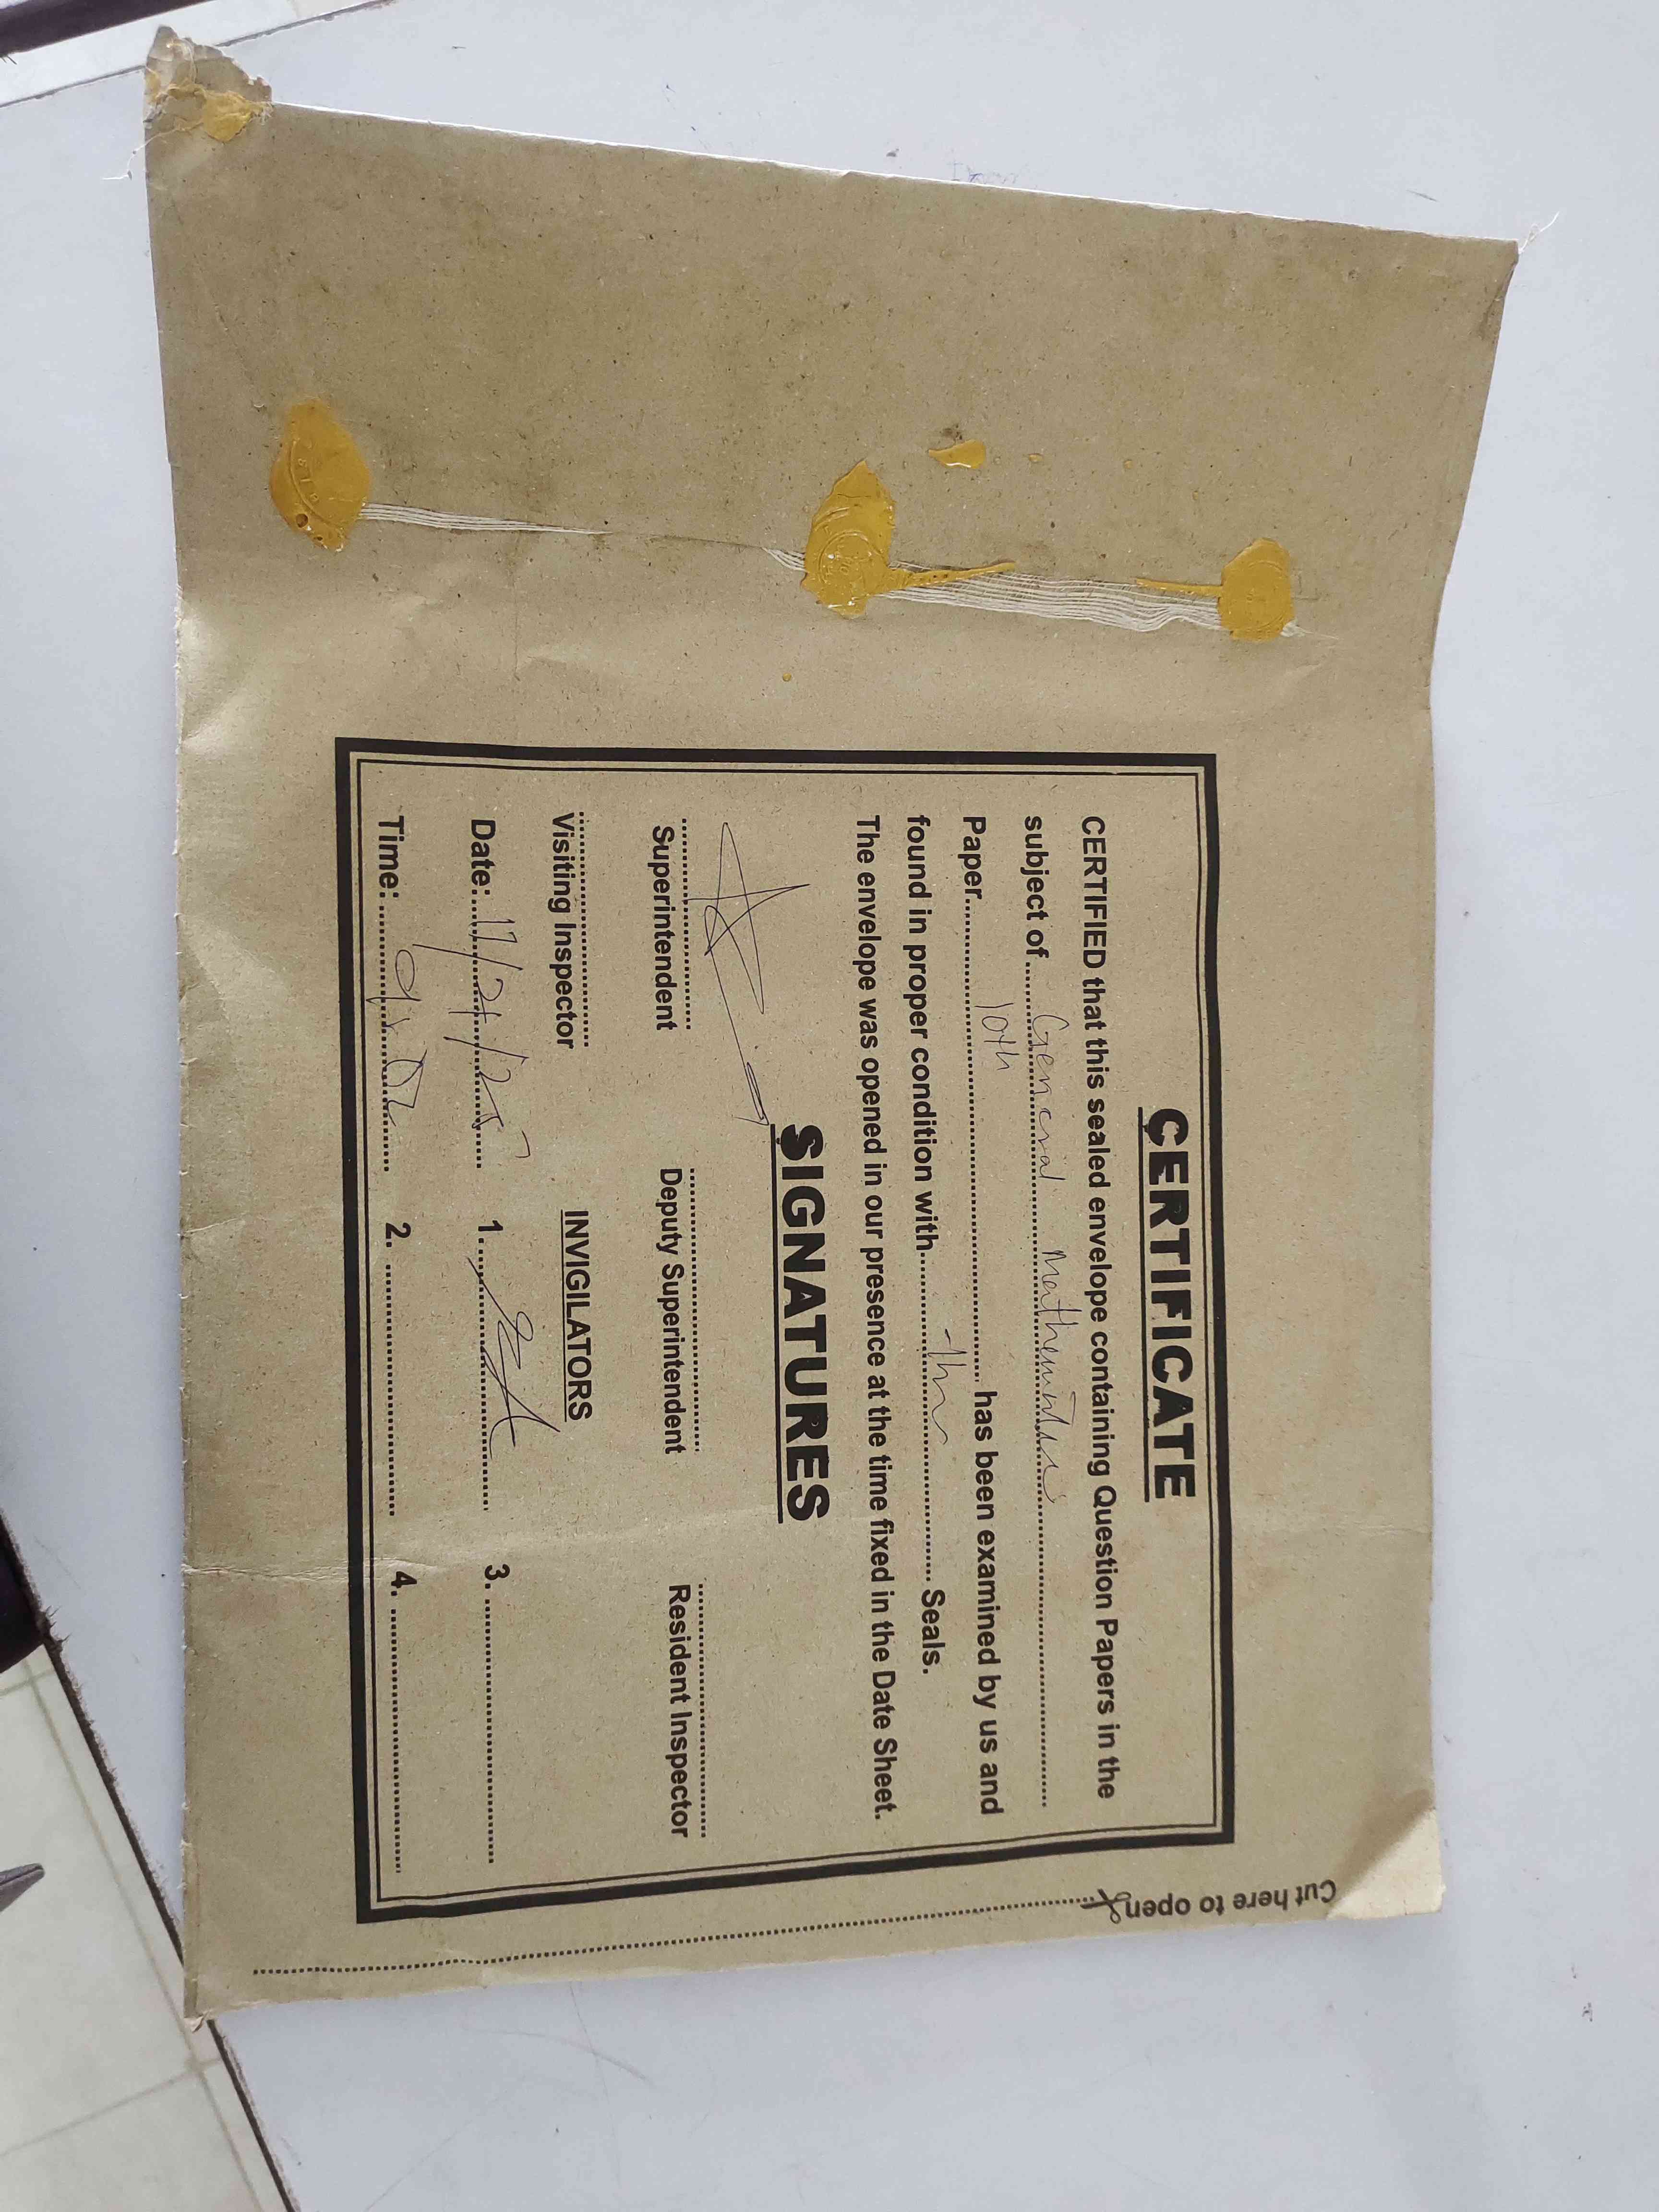 CERTIFICATE
CERTIFIED that this sealed envelope containing Question Papers in the
subject of General Mathematics
Paper 10th has been examined by us and
found in proper condition with Seals.
The envelope was opened in our presence at the time fixed in the Date Sheet.
SIGNATURES
Superintendent Deputy Superintendent Resident Inspector
Visiting Inspector INVIGILATORS
Date: 1. 3.
Time: 2. 4.
Cut here to open